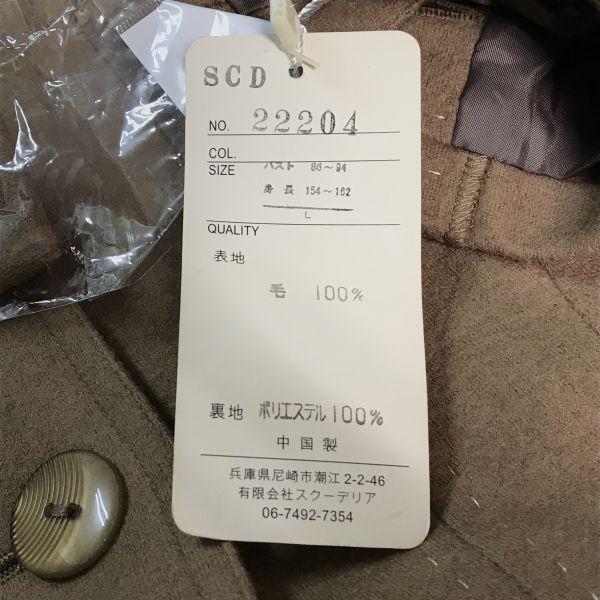 SCD
NO. 22204
COL.
SIZE バスト 86～94
身長 154～162
L
QUALITY
表地
毛 100%
裏地 ポリエステル100%
中国製
兵庫県尼崎市潮江 2-2-46
有限会社スクーデリア
06-7492-7354